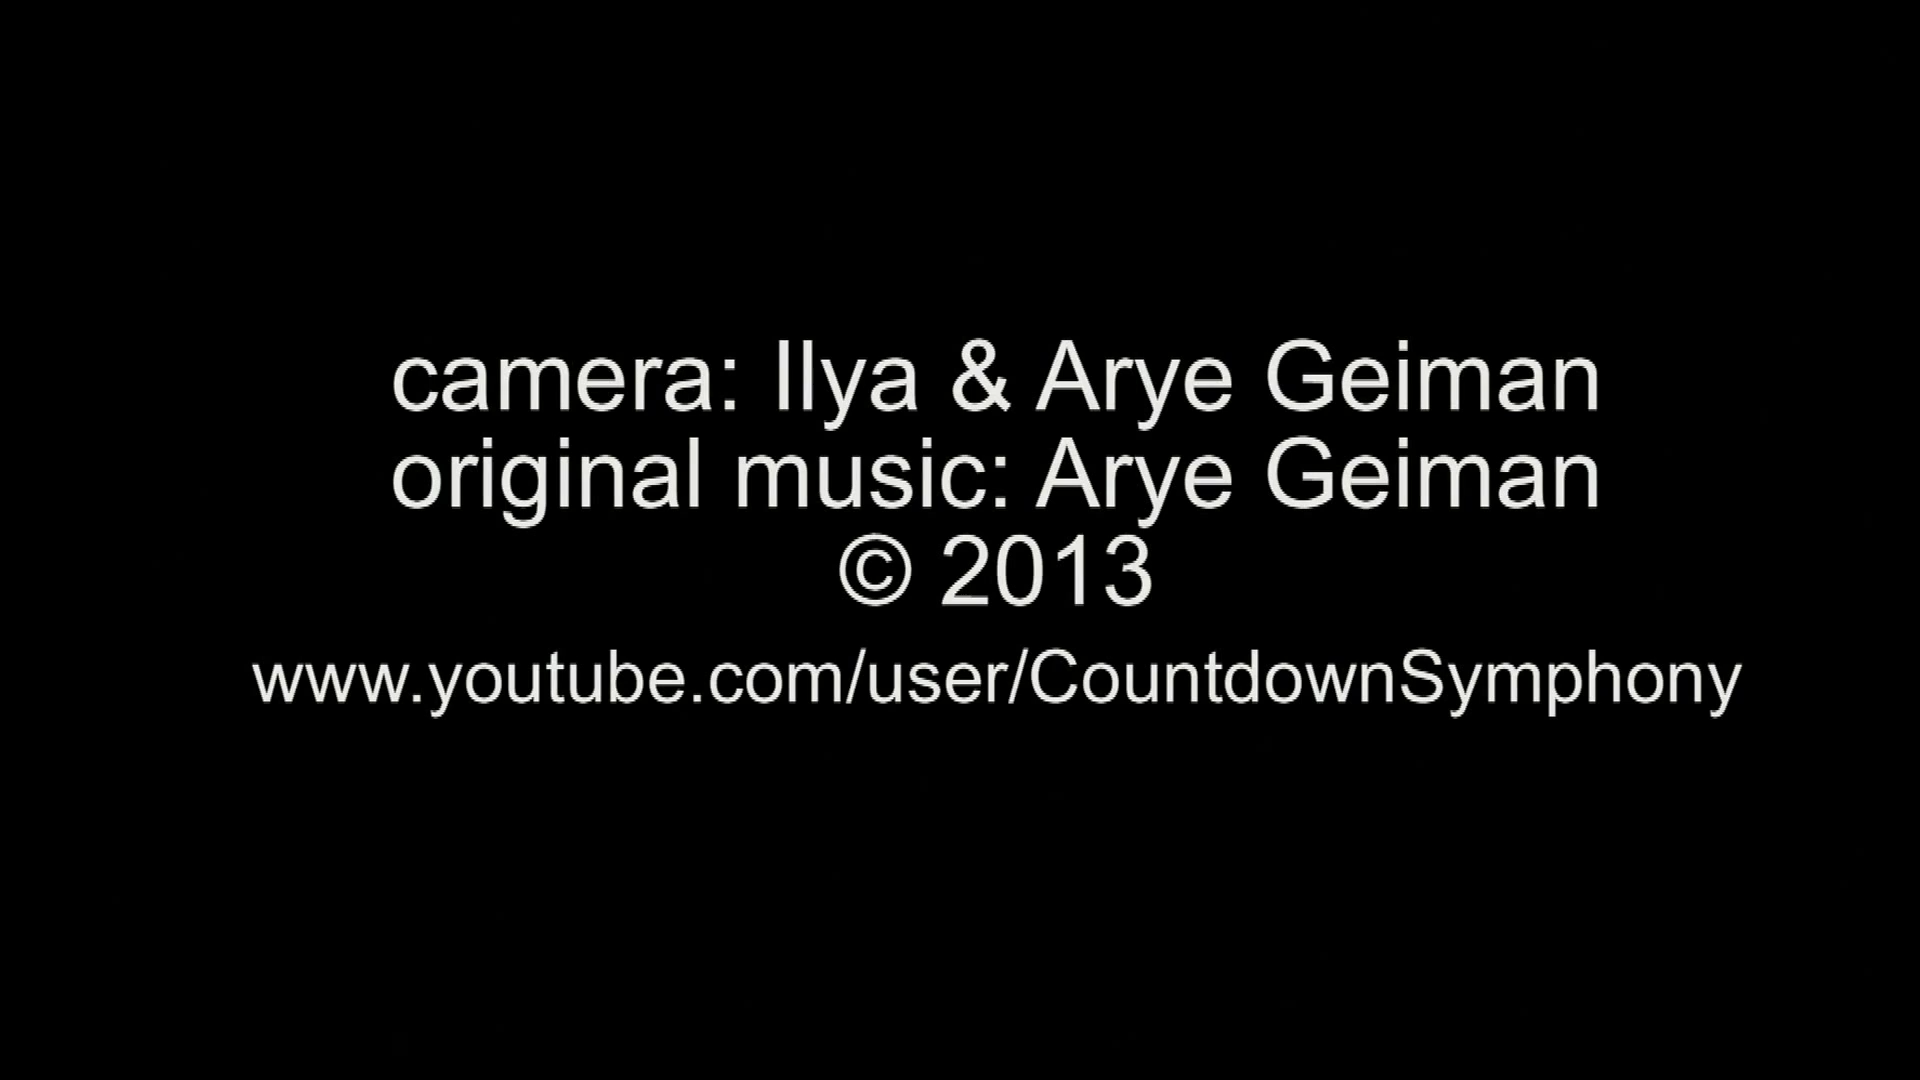 camera: Ilya & Arye Geiman
original music: Arye Geiman
© 2013
www.youtube.com/user/CountdownSymphony